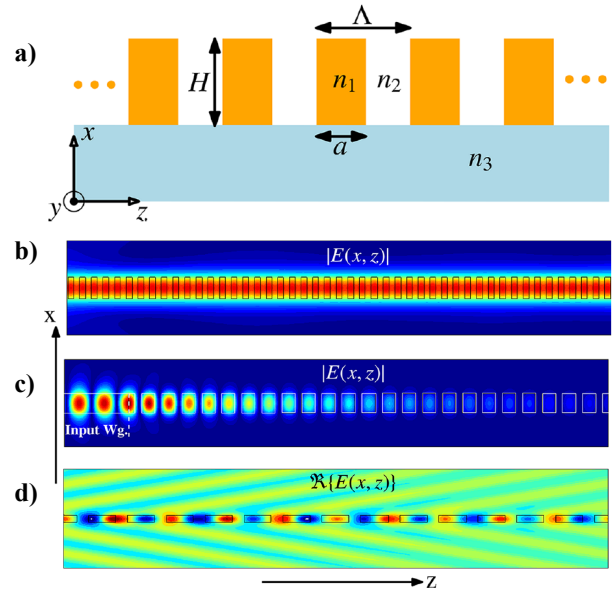 a)
Λ
H
n₁
n₂
a
n₃
x
y
z
b)
|E(x, z)|
x
c)
|E(x, z)|
Input Wg.
d)
ℜ{E(x, z)}
z